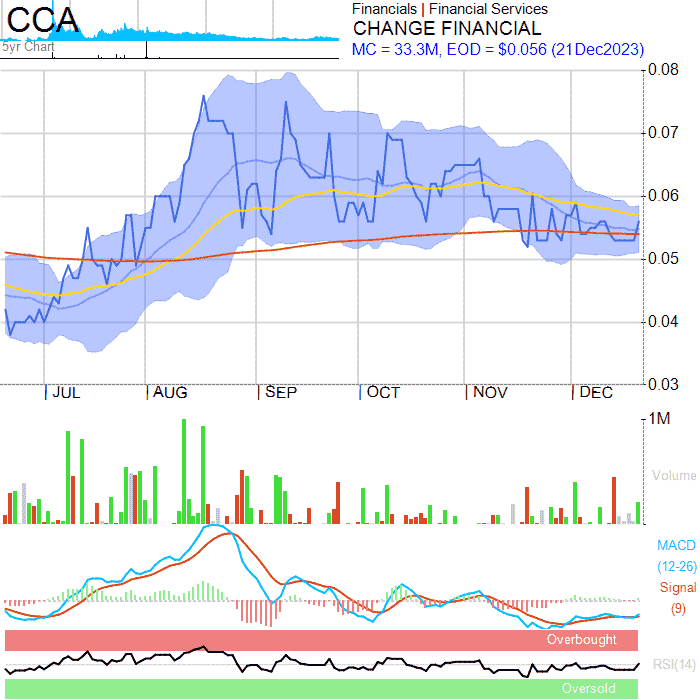 CCA
5yr Chart
Financials | Financial Services
CHANGE FINANCIAL
MC = 33.3M, EOD = $0.056 (21Dec2023)
0.08
0.07
0.06
0.05
0.04
0.03
JUL AUG SEP OCT NOV DEC
1M
Volume
MACD
(12-26)
Signal
(9)
Overbought
RSI(14)
Oversold